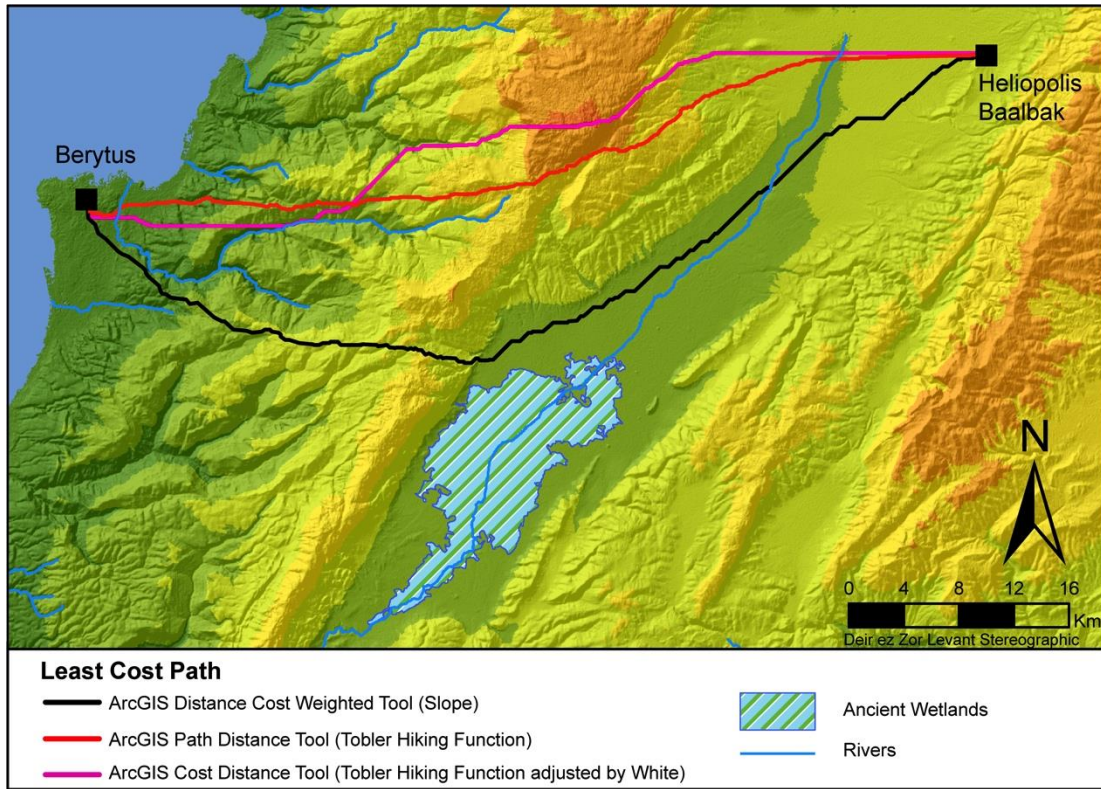 Berytus
Heliopolis
Baalbak
N
0 4 8 12 16
Km
Deir ez Zor Levant Stereographic
Least Cost Path
ArcGIS Distance Cost Weighted Tool (Slope)
ArcGIS Path Distance Tool (Tobler Hiking Function)
ArcGIS Cost Distance Tool (Tobler Hiking Function adjusted by White)
Ancient Wetlands
Rivers